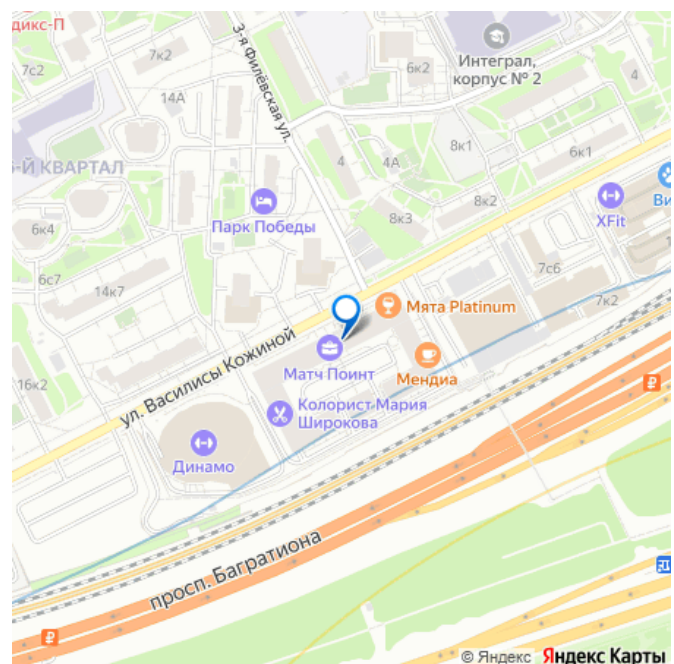 дикс-П
7к2
7с2
3-я Филёвская ул.
Интеграл,
корпус № 2
6к2
4
14А
8к1
-Й КВАРТАЛ
4
4А
6к1
8к2
XFit
Ви
Парк Победы
8к3
6к4
7с6
1
6с7
14к7
Мята Platinum
7к2
ул. Василисы Кожиной
Матч Поинт
Мендиа
16к2
Колорист Мария
Широкова
Динамо
просп. Багратиона
© Яндекс Яндекс Карты